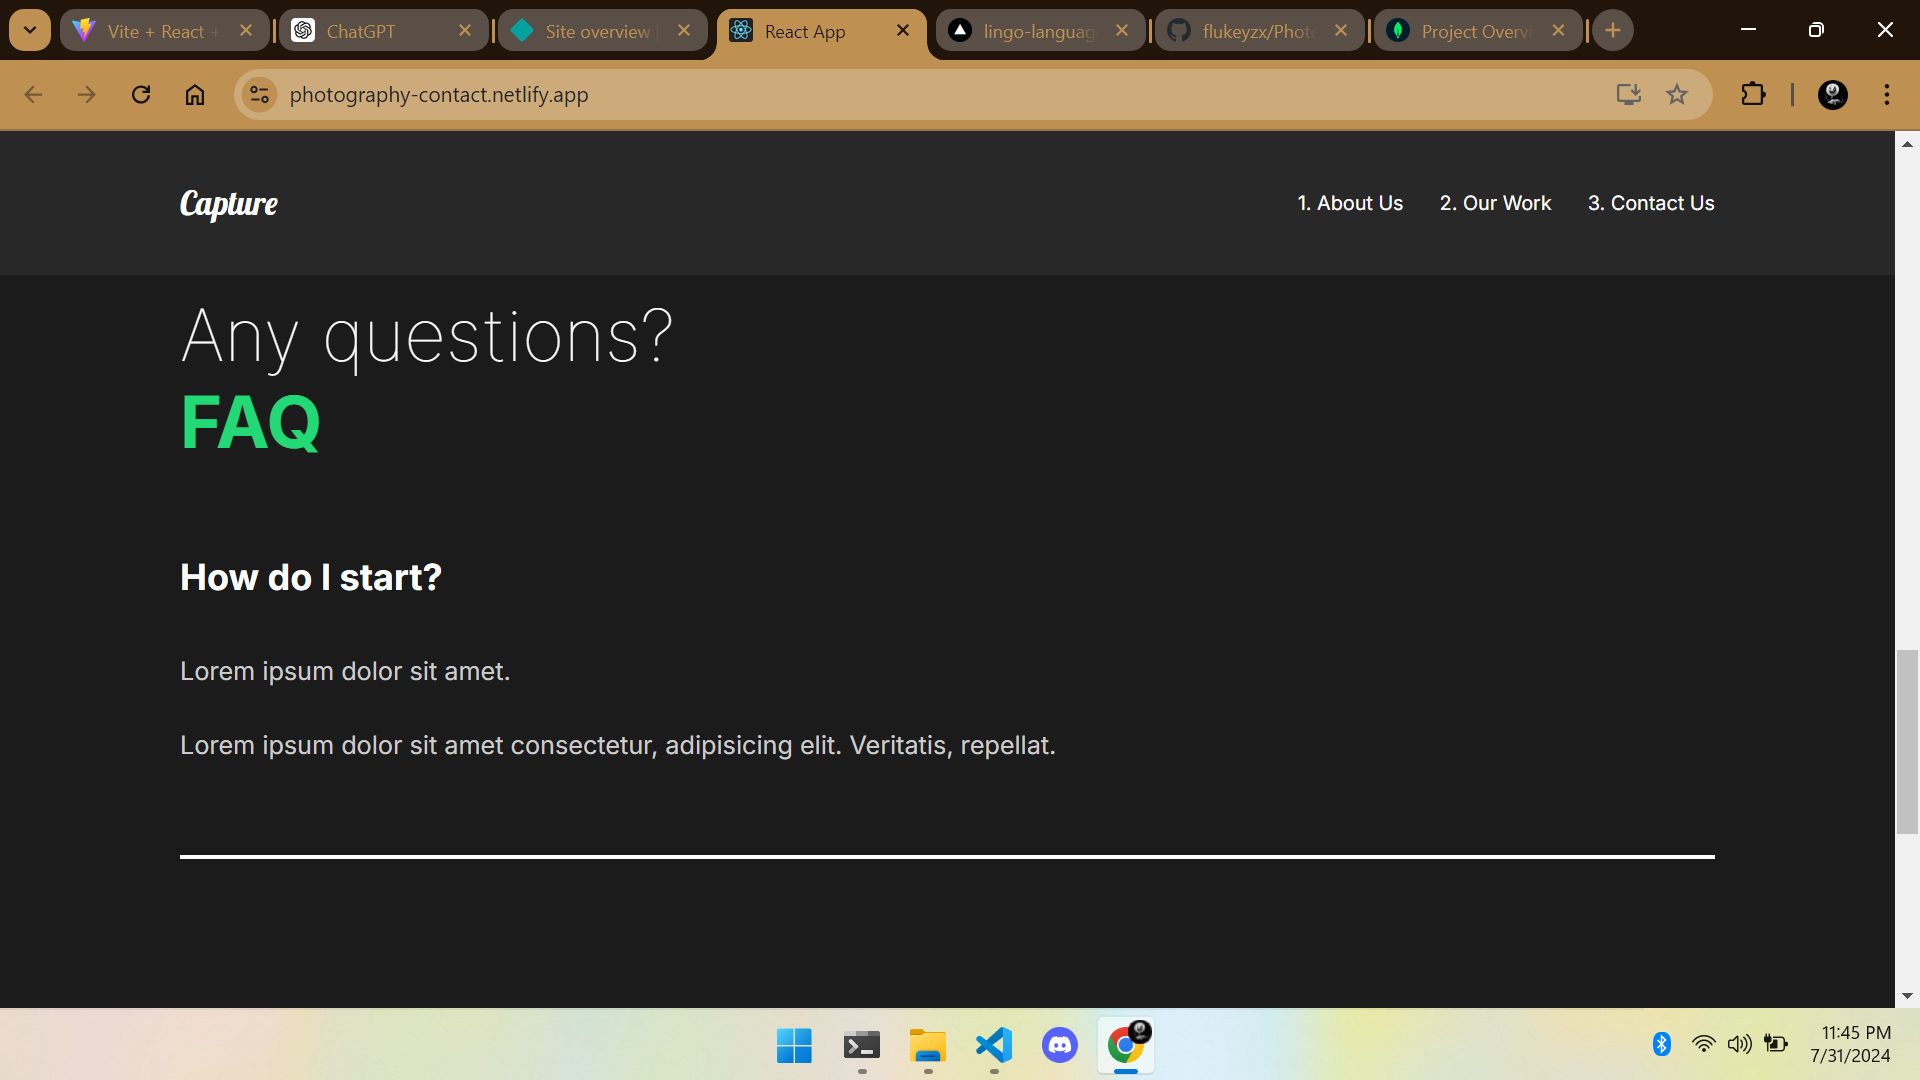 Vite + React +
ChatGPT
Site overview
React App
lingo-languag
flukeyzx/Phot
Project Overvi
photography-contact.netlify.app
Capture
1. About Us
2. Our Work
3. Contact Us
Any questions?
FAQ
How do I start?
Lorem ipsum dolor sit amet.
Lorem ipsum dolor sit amet consectetur, adipisicing elit. Veritatis, repellat.
11:45 PM
7/31/2024